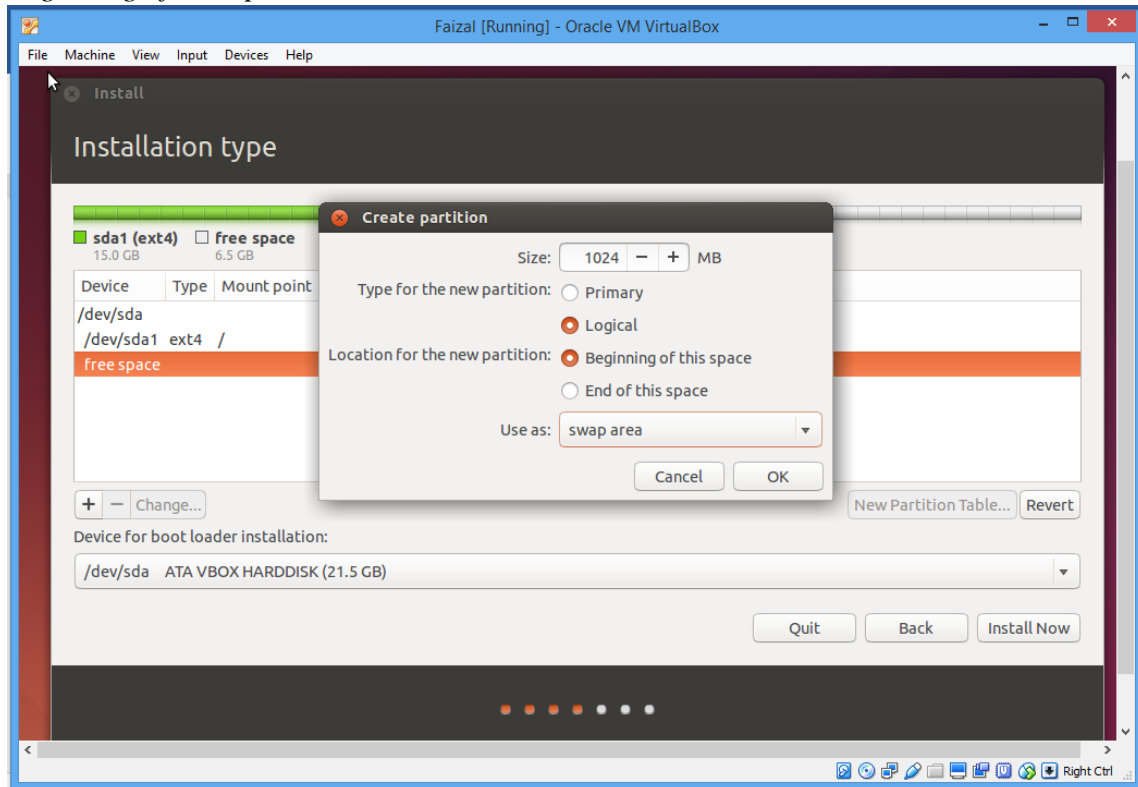 Faizal [Running] - Oracle VM VirtualBox
File Machine View Input Devices Help
Install
Installation type
sda1 (ext4) free space
15.0 GB 6.5 GB
Device Type Mount point
/dev/sda
/dev/sda1 ext4 /
free space
Create partition
Size: 1024 − + MB
Type for the new partition: Primary
Logical
Location for the new partition: Beginning of this space
End of this space
Use as: swap area
Cancel OK
+ − Change... New Partition Table... Revert
Device for boot loader installation:
/dev/sda ATA VBOX HARDDISK (21.5 GB)
Quit Back Install Now
Right Ctrl